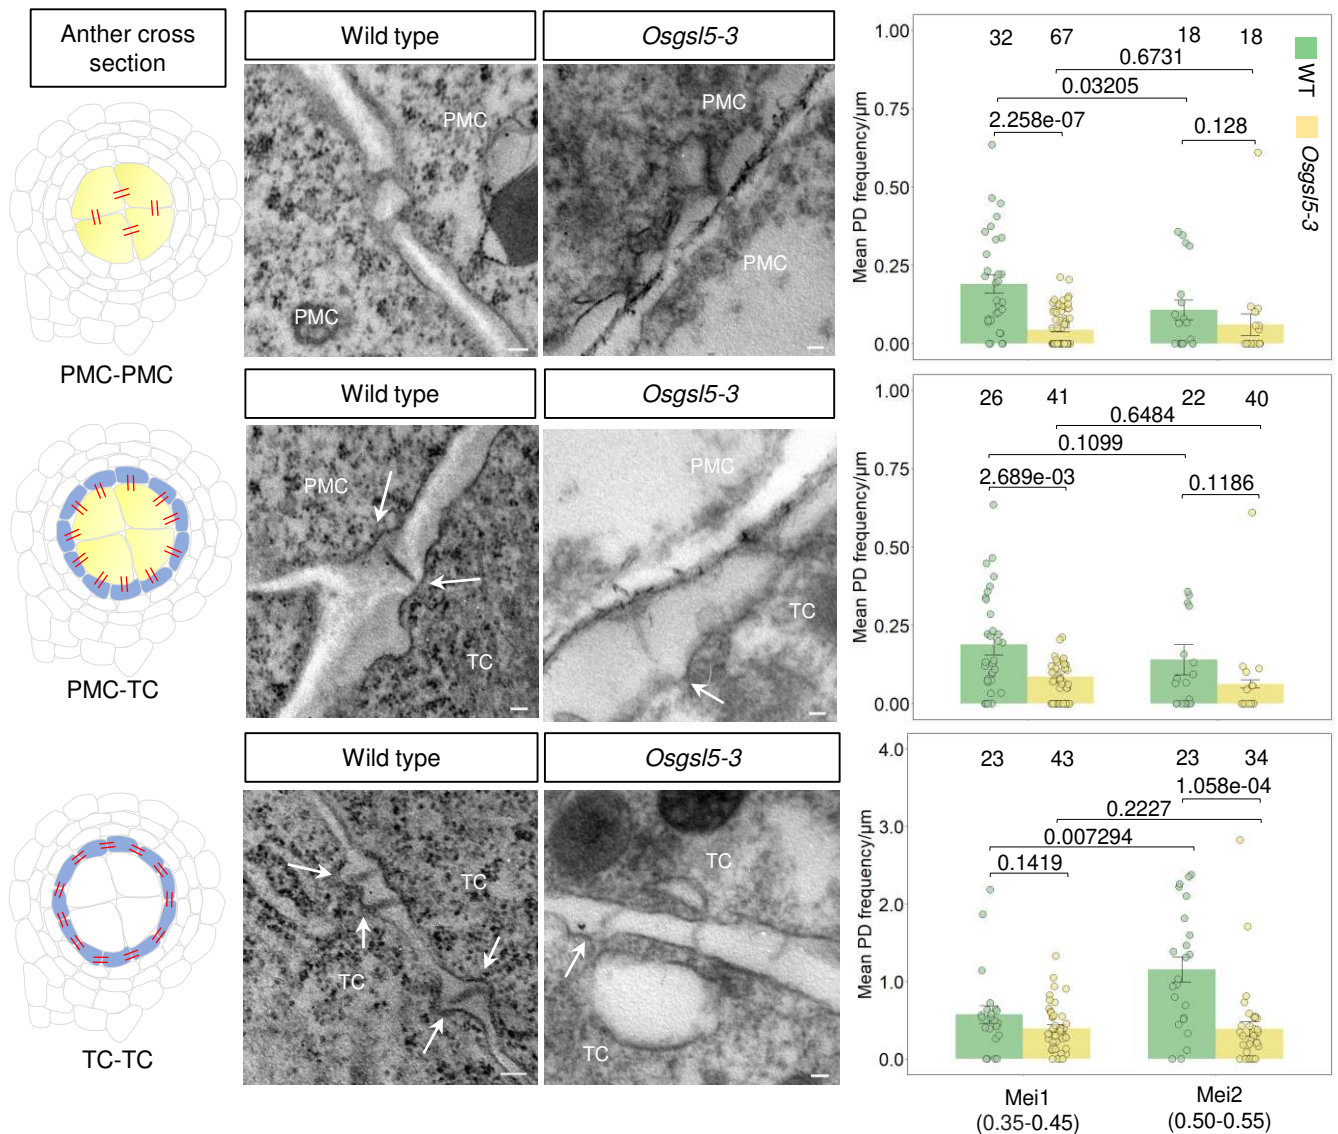 Anther cross
section
Wild type
Osgsl5-3
PMC
PMC
PMC
PMC
PMC-PMC
Mean PD frequency/µm
1.00
0.75
0.50
0.25
0.00
32
67
18
18
0.6731
0.03205
2.258e-07
0.128
WT
Osgsl5-3
Wild type
Osgsl5-3
PMC
TC
PMC
TC
PMC-TC
Mean PD frequency/µm
1.00
0.75
0.50
0.25
0.00
26
41
22
40
0.6484
0.1099
2.689e-03
0.1186
Wild type
Osgsl5-3
TC
TC
TC
TC
TC-TC
Mean PD frequency/µm
4.0
3.0
2.0
1.0
0.0
23
43
23
34
1.058e-04
0.2227
0.007294
0.1419
Mei1
(0.35-0.45)
Mei2
(0.50-0.55)